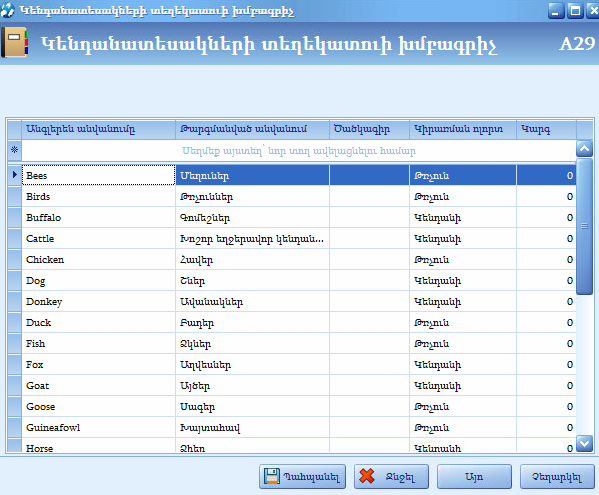 Կենդանատեսակների տեղեկատուի խմբագրիչ
Կենդանատեսակների տեղեկատուի խմբագրիչ A29
Անգլերեն անվանումը Թարգմանված անվանում Ծածկագիր Կիրառման ոլորտ Կարգ
Սեղմեք այստեղ՝ նոր տող ավելացնելու համար
Bees Մեղուներ Թռչուն 0
Birds Թռչուններ Թռչուն 0
Buffalo Գոմեշներ Կենդանի 0
Cattle Խոշոր եղջերավոր կենդան... Կենդանի 0
Chicken Հավեր Թռչուն 0
Dog Շներ Կենդանի 0
Donkey Ավանակներ Կենդանի 0
Duck Բադեր Թռչուն 0
Fish Ձկներ Թռչուն 0
Fox Աղվեսներ Կենդանի 0
Goat Այծեր Կենդանի 0
Goose Սագեր Թռչուն 0
Guineafowl Խայտահավ Թռչուն 0
Horse Ձիեր Կենդանի 0
Պահպանել Ջնջել Այո Չեղարկել